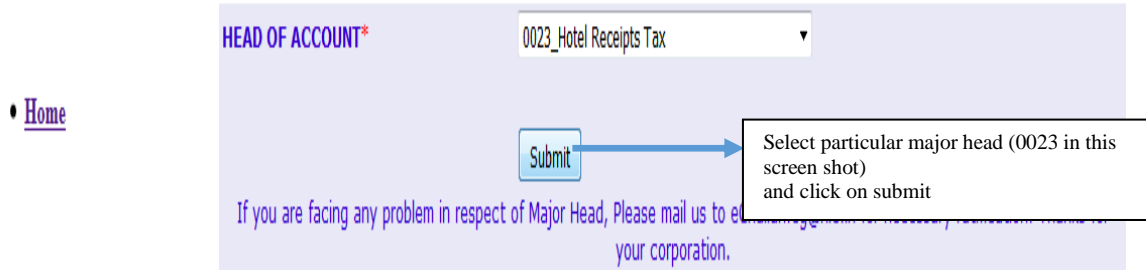 HEAD OF ACCOUNT* 0023_Hotel Receipts Tax
• Home
Submit
Select particular major head (0023 in this
screen shot)
and click on submit
If you are facing any problem in respect of Major Head, Please mail us to
your corporation.